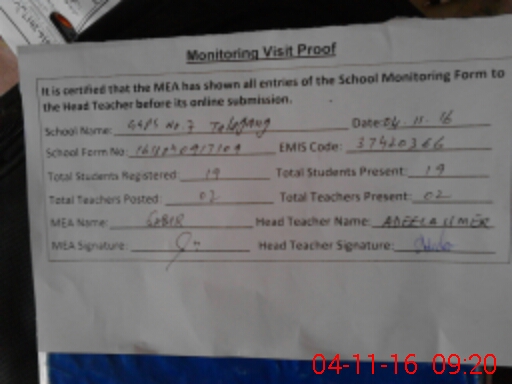 Monitoring Visit Proof
It is certified that the MEA has shown all entries of the School Monitoring Form to
the Head Teacher before its online submission.
School Name: GGPS No.7 Talagang Date: 04.11.16
School Form No: EMIS Code: 37420366
Total Students Registered: 19 Total Students Present: 19
Total Teachers Posted: 02 Total Teachers Present: 02
MEA Name: SABIR Head Teacher Name: ADEELA
MEA Signature: Head Teacher Signature:
04-11-16 09:20